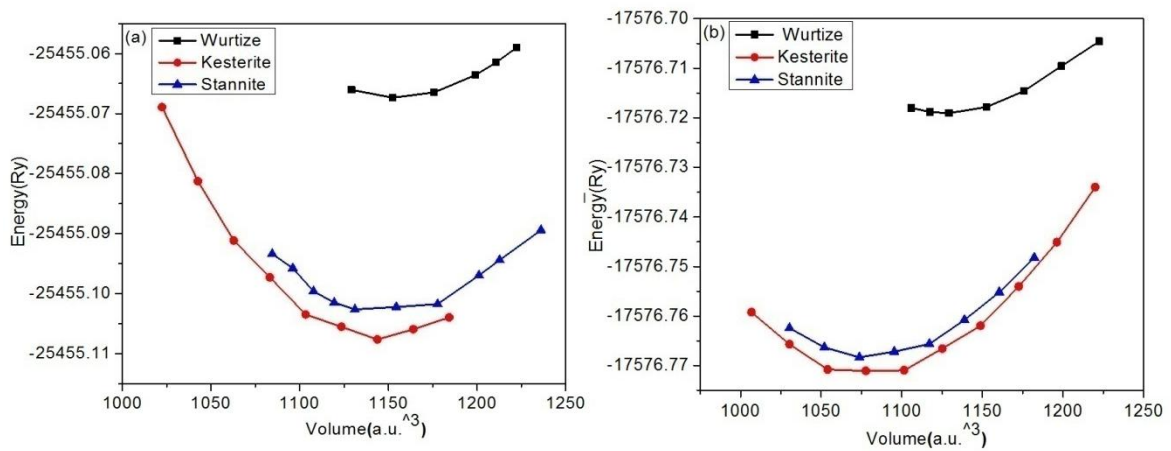 (a)
Wurtize
Kesterite
Stannite
-25455.06
-25455.07
-25455.08
-25455.09
-25455.10
-25455.11
Energy(Ry)
1000 1050 1100 1150 1200 1250
Volume(a.u.^3)
(b)
Wurtize
Kesterite
Stannite
-17576.70
-17576.71
-17576.72
-17576.73
-17576.74
-17576.75
-17576.76
-17576.77
Energy(Ry)
1000 1050 1100 1150 1200 1250
Volume(a.u.^3)